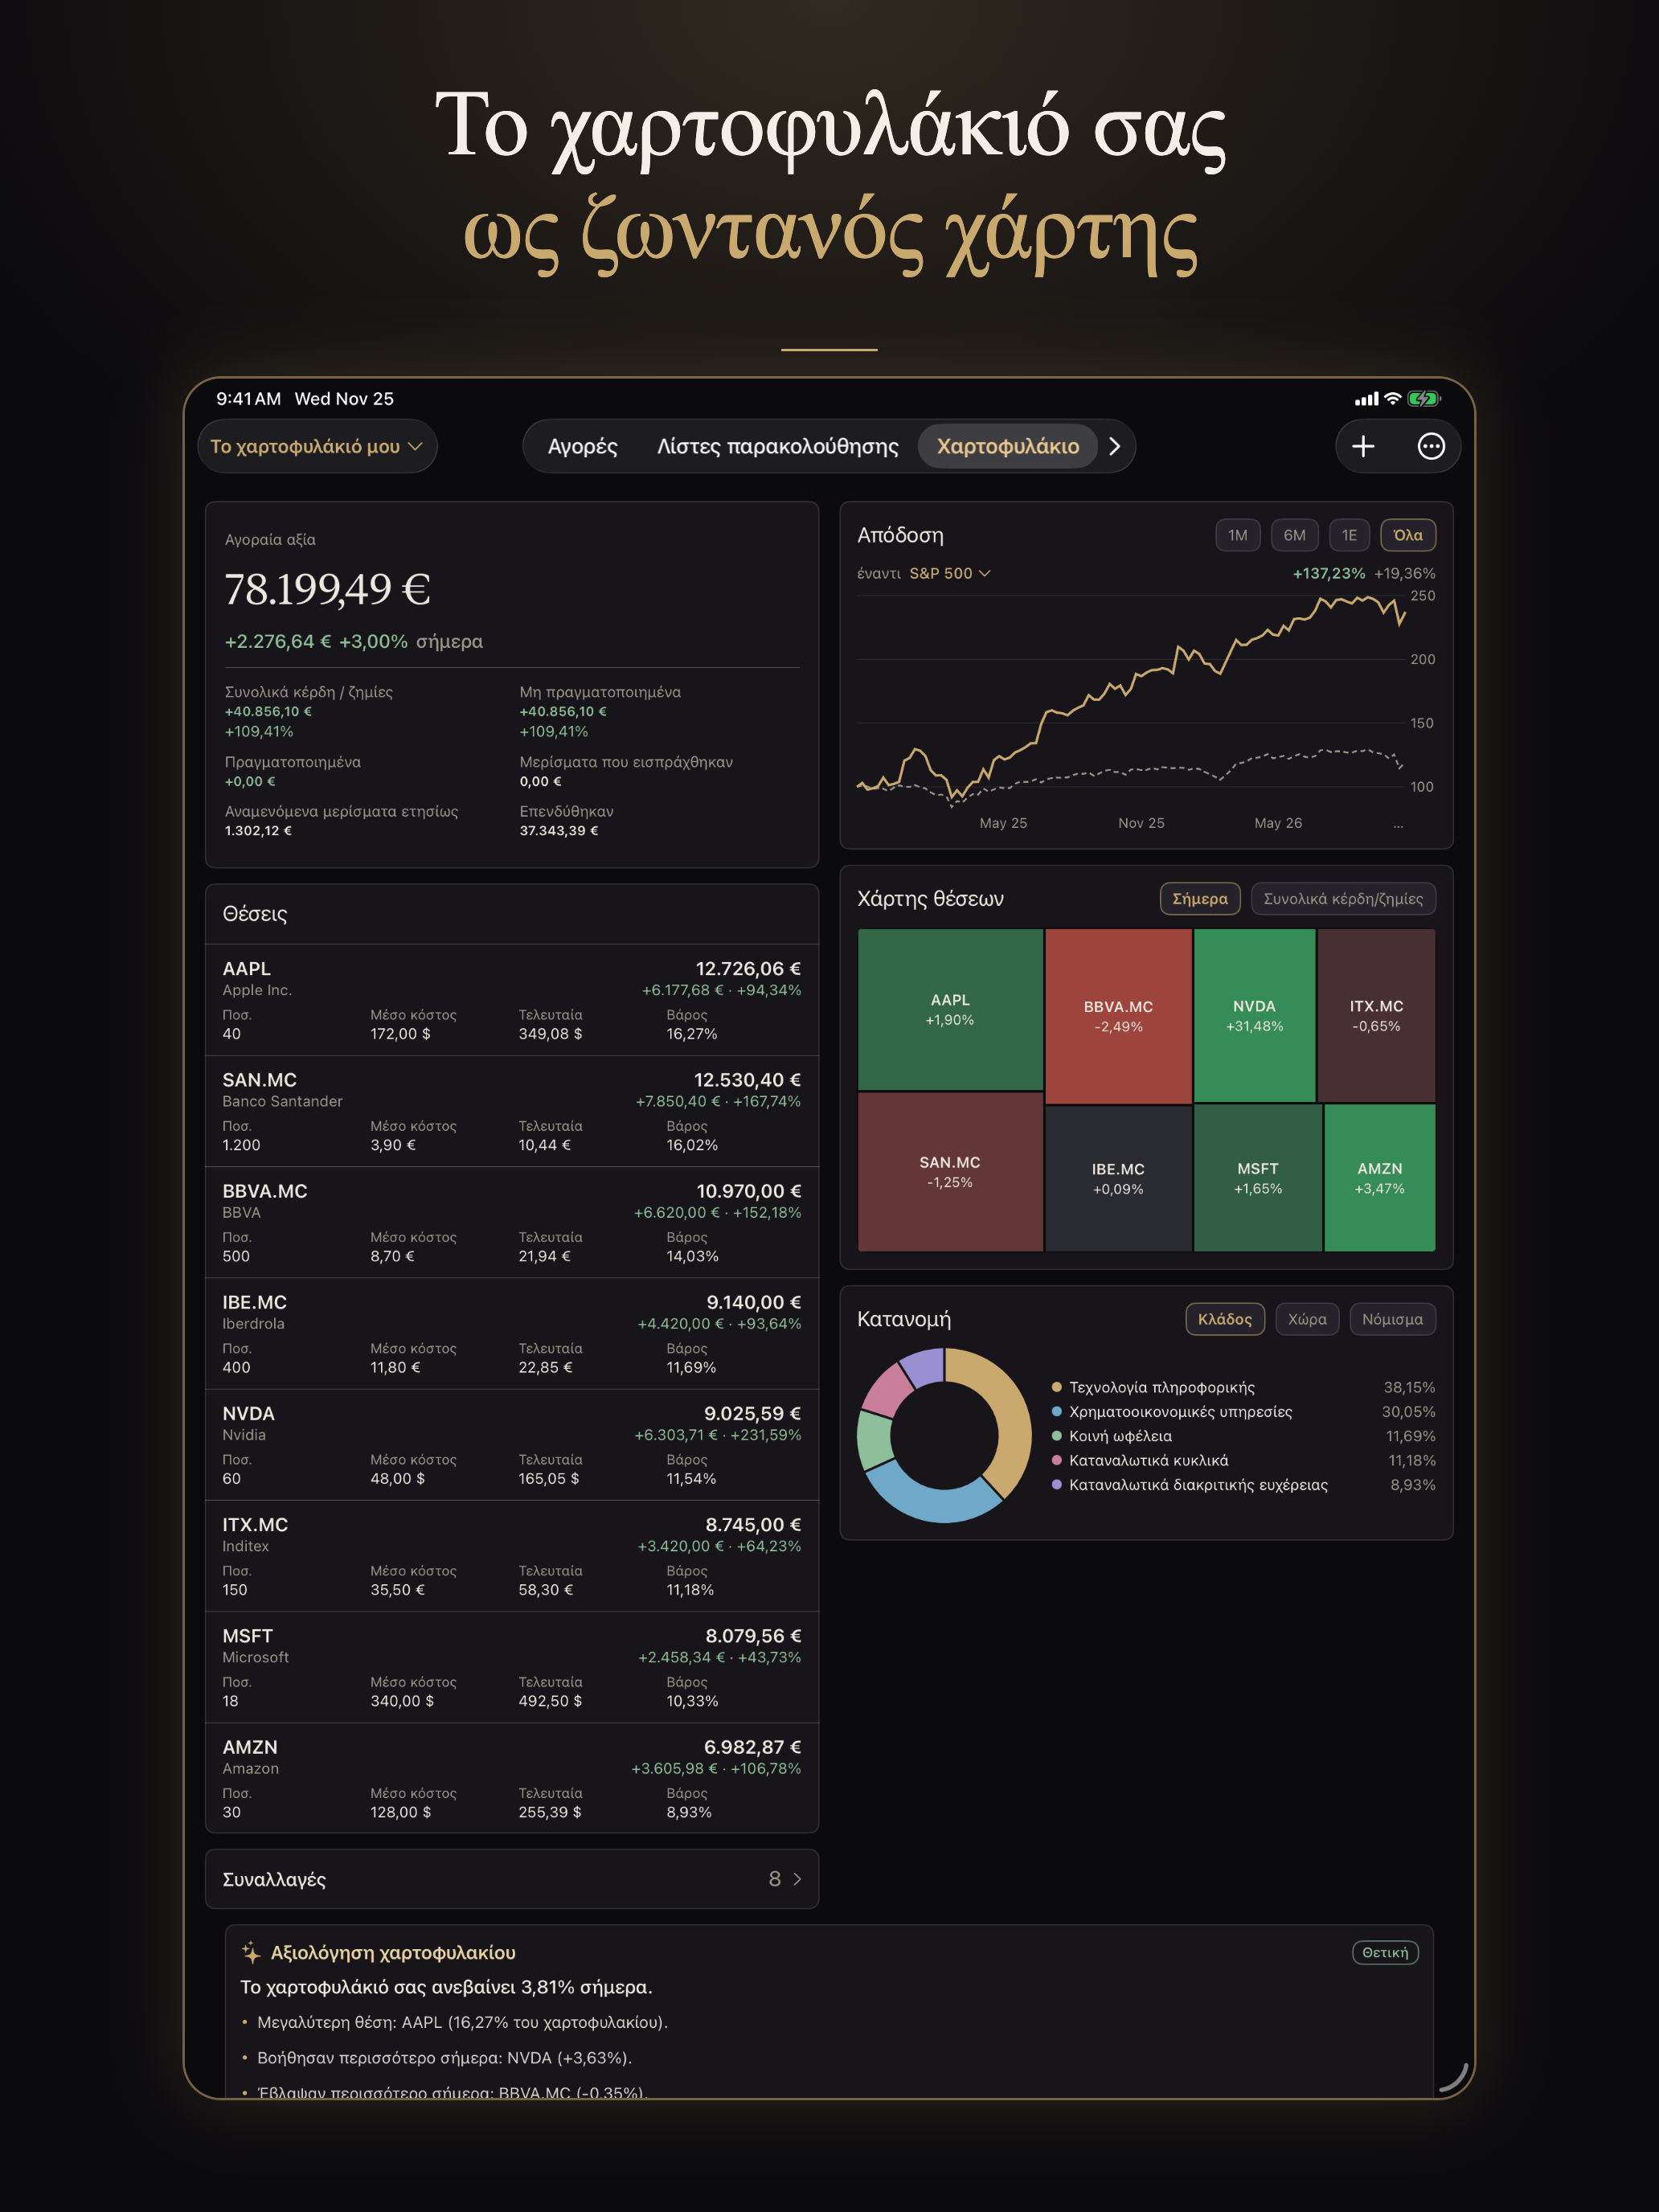 Το χαρτοφυλάκιό σας
ως ζωντανός χάρτης
9:41 AM Wed Nov 25
Το χαρτοφυλάκιό μου
Αγορές Λίστες παρακολούθησης Χαρτοφυλάκιο
Αγοραία αξία
78.199,49 €
+2.276,64 € +3,00% σήμερα
Συνολικά κέρδη / ζημίες Μη πραγματοποιημένα
+40.856,10 € +40.856,10 €
+109,41% +109,41%
Πραγματοποιημένα Μερίσματα που εισπράχθηκαν
+0,00 € 0,00 €
Αναμενόμενα μερίσματα ετησίως Επενδύθηκαν
1.302,12 € 37.343,39 €
Θέσεις
AAPL 12.726,06 €
Apple Inc. +6.177,68 € · +94,34%
Ποσ. Μέσο κόστος Τελευταία Βάρος
40 172,00 $ 349,08 $ 16,27%
SAN.MC 12.530,40 €
Banco Santander +7.850,40 € · +167,74%
Ποσ. Μέσο κόστος Τελευταία Βάρος
1.200 3,90 € 10,44 € 16,02%
BBVA.MC 10.970,00 €
BBVA +6.620,00 € · +152,18%
Ποσ. Μέσο κόστος Τελευταία Βάρος
500 8,70 € 21,94 € 14,03%
IBE.MC 9.140,00 €
Iberdrola +4.420,00 € · +93,64%
Ποσ. Μέσο κόστος Τελευταία Βάρος
400 11,80 € 22,85 € 11,69%
NVDA 9.025,59 €
Nvidia +6.303,71 € · +231,59%
Ποσ. Μέσο κόστος Τελευταία Βάρος
60 48,00 $ 165,05 $ 11,54%
ITX.MC 8.745,00 €
Inditex +3.420,00 € · +64,23%
Ποσ. Μέσο κόστος Τελευταία Βάρος
150 35,50 € 58,30 € 11,18%
MSFT 8.079,56 €
Microsoft +2.458,34 € · +43,73%
Ποσ. Μέσο κόστος Τελευταία Βάρος
18 340,00 $ 492,50 $ 10,33%
AMZN 6.982,87 €
Amazon +3.605,98 € · +106,78%
Ποσ. Μέσο κόστος Τελευταία Βάρος
30 128,00 $ 255,39 $ 8,93%
Συναλλαγές 8
Απόδοση 1M 6M 1E Όλα
έναντι S&P 500 +137,23% +19,36%
250
200
150
100
May 25 Nov 25 May 26 ...
Χάρτης θέσεων Σήμερα Συνολικά κέρδη/ζημίες
AAPL
+1,90%
BBVA.MC
-2,49%
NVDA
+31,48%
ITX.MC
-0,65%
SAN.MC
-1,25%
IBE.MC
+0,09%
MSFT
+1,65%
AMZN
+3,47%
Κατανομή Κλάδος Χώρα Νόμισμα
Τεχνολογία πληροφορικής 38,15%
Χρηματοοικονομικές υπηρεσίες 30,05%
Κοινή ωφέλεια 11,69%
Καταναλωτικά κυκλικά 11,18%
Καταναλωτικά διακριτικής ευχέρειας 8,93%
Αξιολόγηση χαρτοφυλακίου Θετική
Το χαρτοφυλάκιό σας ανεβαίνει 3,81% σήμερα.
• Μεγαλύτερη θέση: AAPL (16,27% του χαρτοφυλακίου).
• Βοήθησαν περισσότερο σήμερα: NVDA (+3,63%).
• Έβλαψαν περισσότερο σήμερα: BBVA.MC (-0,35%).